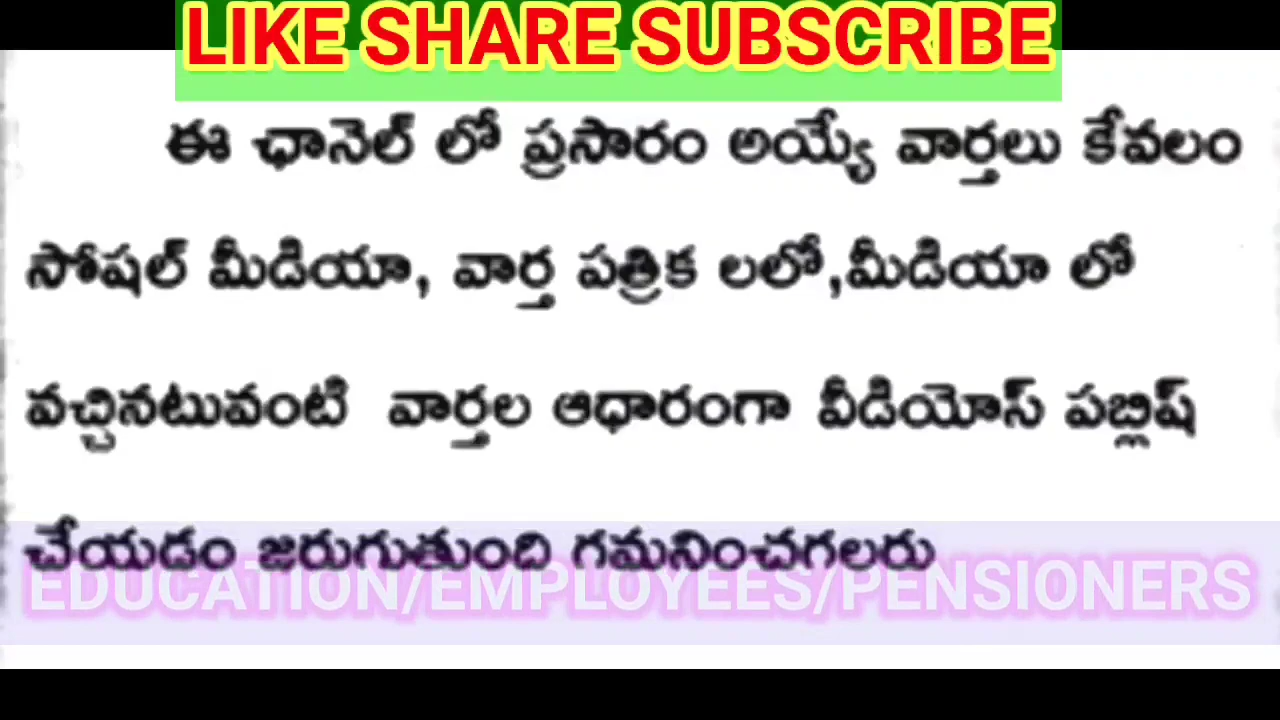 LIKE SHARE SUBSCRIBE
ఈ ఛానెల్ లో ప్రసారం అయ్యే వార్తలు కేవలం
సోషల్ మీడియా, వార్త పత్రిక లలో,మీడియా లో
వచ్చినటువంటి వార్తల ఆధారంగా వీడియోస్ పబ్లిష్
చేయడం జరుగుతుంది గమనించగలరు
EDUCATION/EMPLOYEES/PENSIONERS